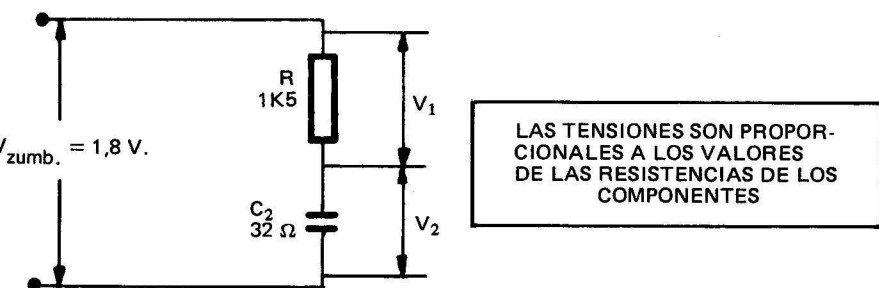 R
1K5
V1
Vzumb. = 1,8 V.
C2
32 Ω
V2
LAS TENSIONES SON PROPOR-
CIONALES A LOS VALORES
DE LAS RESISTENCIAS DE LOS
COMPONENTES